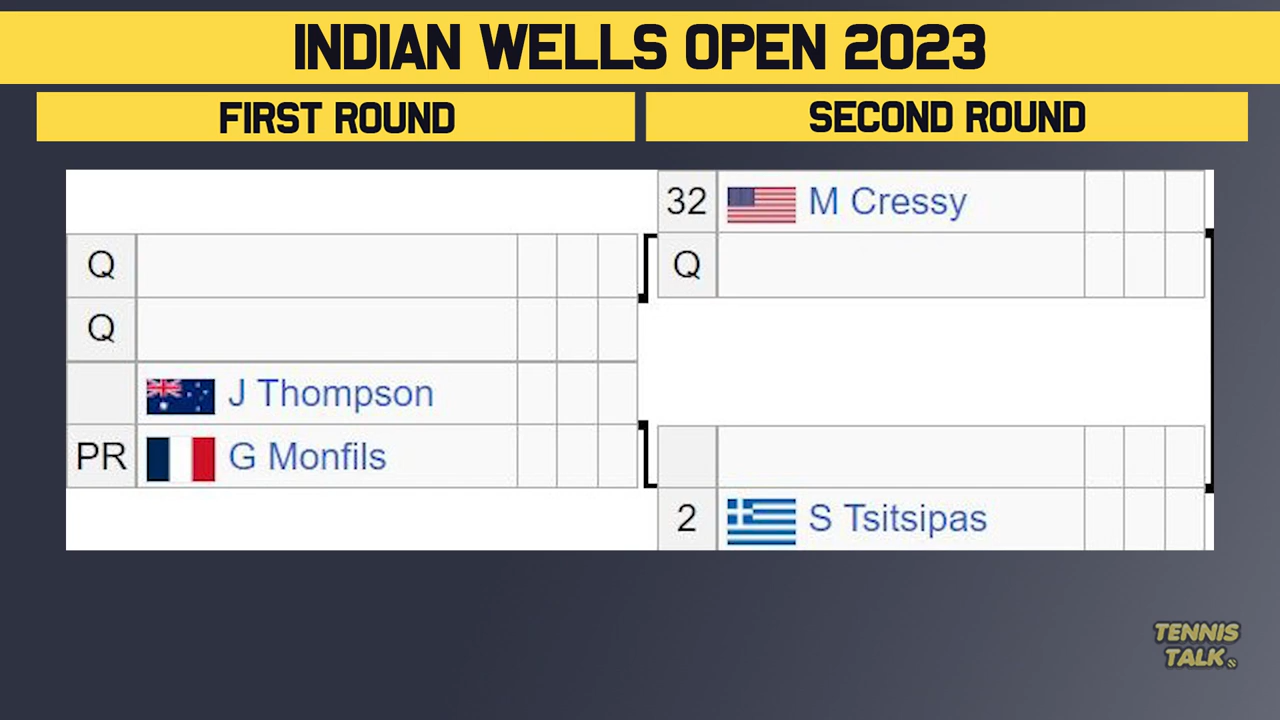 INDIAN WELLS OPEN 2023
FIRST ROUND
SECOND ROUND
32 M Cressy
Q
Q
Q
J Thompson
PR G Monfils
2 S Tsitsipas
TENNIS
TALK